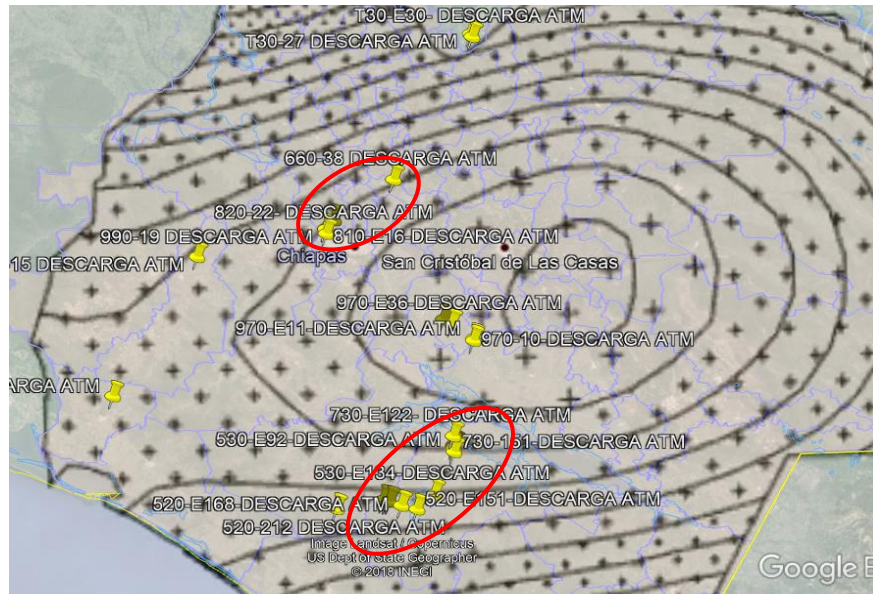 T30-E30- DESCARGA ATM
T30-27 DESCARGA ATM
660-38 DESCARGA ATM
820-22- DESCARGA ATM
990-19 DESCARGA ATM
810-E16-DESCARGA ATM
15 DESCARGA ATM
Chiapas
San Cristóbal de Las Casas
970-E36-DESCARGA ATM
970-E11-DESCARGA ATM
970-10-DESCARGA ATM
ARGA ATM
730-E122- DESCARGA ATM
530-E92-DESCARGA ATM
730-161-DESCARGA ATM
530-E134-DESCARGA ATM
520-E168-DESCARGA ATM
520-E151-DESCARGA ATM
520-212 DESCARGA ATM
Image Landsat / Copernicus
US Dept of State Geographer
© 2018 INEGI
Google E